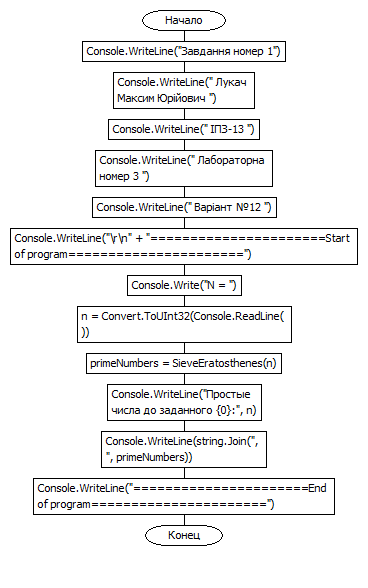 Начало
Console.WriteLine("Завдання номер 1")
Console.WriteLine(" Лукач
Максим Юрійович ")
Console.WriteLine(" ІПЗ-13 ")
Console.WriteLine(" Лабораторна
номер 3 ")
Console.WriteLine(" Варіант №12 ")
Console.WriteLine("\r\n" + "======================Start
of program======================")
Console.Write("N = ")
n = Convert.ToUInt32(Console.ReadLine(
))
primeNumbers = SieveEratosthenes(n)
Console.WriteLine("Простые
числа до заданного {0}:", n)
Console.WriteLine(string.Join(",
", primeNumbers))
Console.WriteLine("======================End
of program======================")
Конец